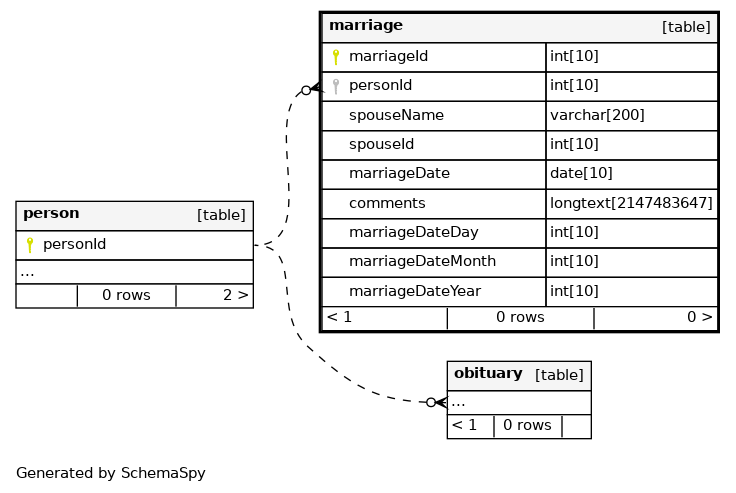 marriage [table]
marriageId int[10]
personId int[10]
spouseName varchar[200]
spouseId int[10]
marriageDate date[10]
comments longtext[2147483647]
marriageDateDay int[10]
marriageDateMonth int[10]
marriageDateYear int[10]
< 1 0 rows 0 >
person [table]
personId
...
0 rows 2 >
obituary [table]
...
< 1 0 rows
Generated by SchemaSpy